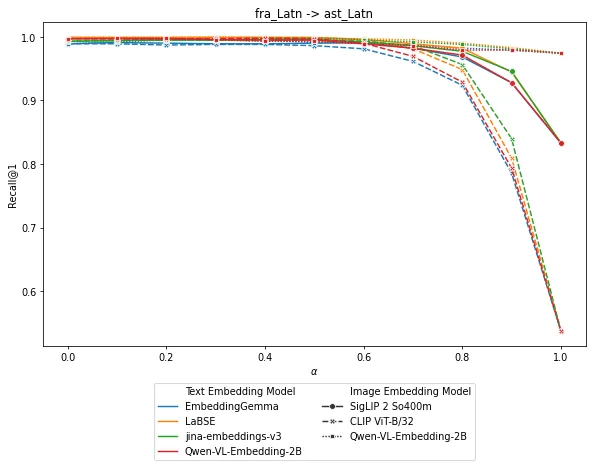 fra_Latn -> ast_Latn
1.0
0.9
0.8
0.7
0.6
Recall@1
0.0 0.2 0.4 0.6 0.8 1.0
α
Text Embedding Model Image Embedding Model
EmbeddingGemma SigLIP 2 So400m
LaBSE CLIP ViT-B/32
jina-embeddings-v3 Qwen-VL-Embedding-2B
Qwen-VL-Embedding-2B